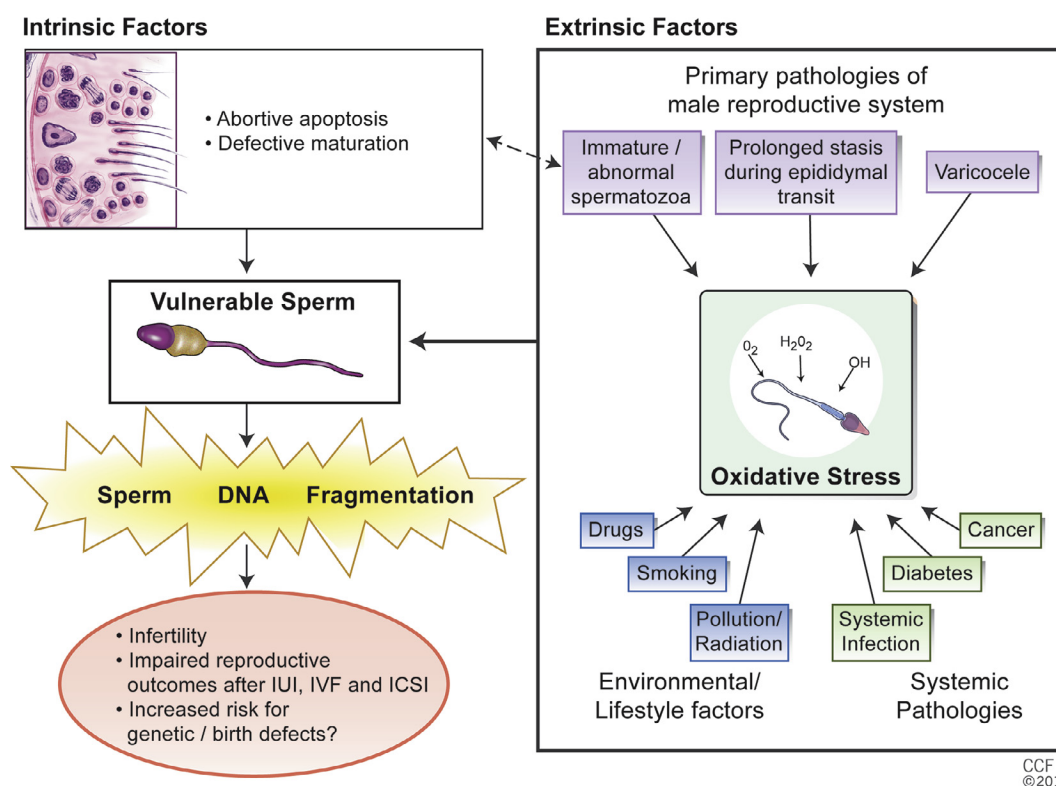 Intrinsic Factors
• Abortive apoptosis
• Defective maturation
Vulnerable Sperm
Sperm DNA Fragmentation
• Infertility
• Impaired reproductive
outcomes after IUI, IVF and ICSI
• Increased risk for
genetic / birth defects?
Extrinsic Factors
Primary pathologies of
male reproductive system
Immature /
abnormal
spermatozoa
Prolonged stasis
during epididymal
transit
Varicocele
O₂
H₂O₂
OH
Oxidative Stress
Drugs
Smoking
Pollution/
Radiation
Environmental/
Lifestyle factors
Cancer
Diabetes
Systemic
Infection
Systemic
Pathologies
CCF